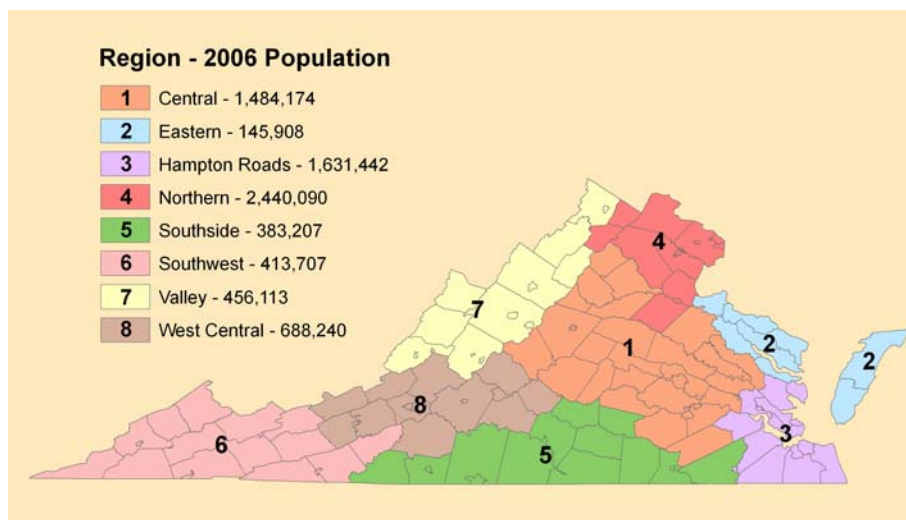 Region - 2006 Population
1 Central - 1,484,174
2 Eastern - 145,908
3 Hampton Roads - 1,631,442
4 Northern - 2,440,090
5 Southside - 383,207
6 Southwest - 413,707
7 Valley - 456,113
8 West Central - 688,240
4
7
1
2
2
8
3
6
5